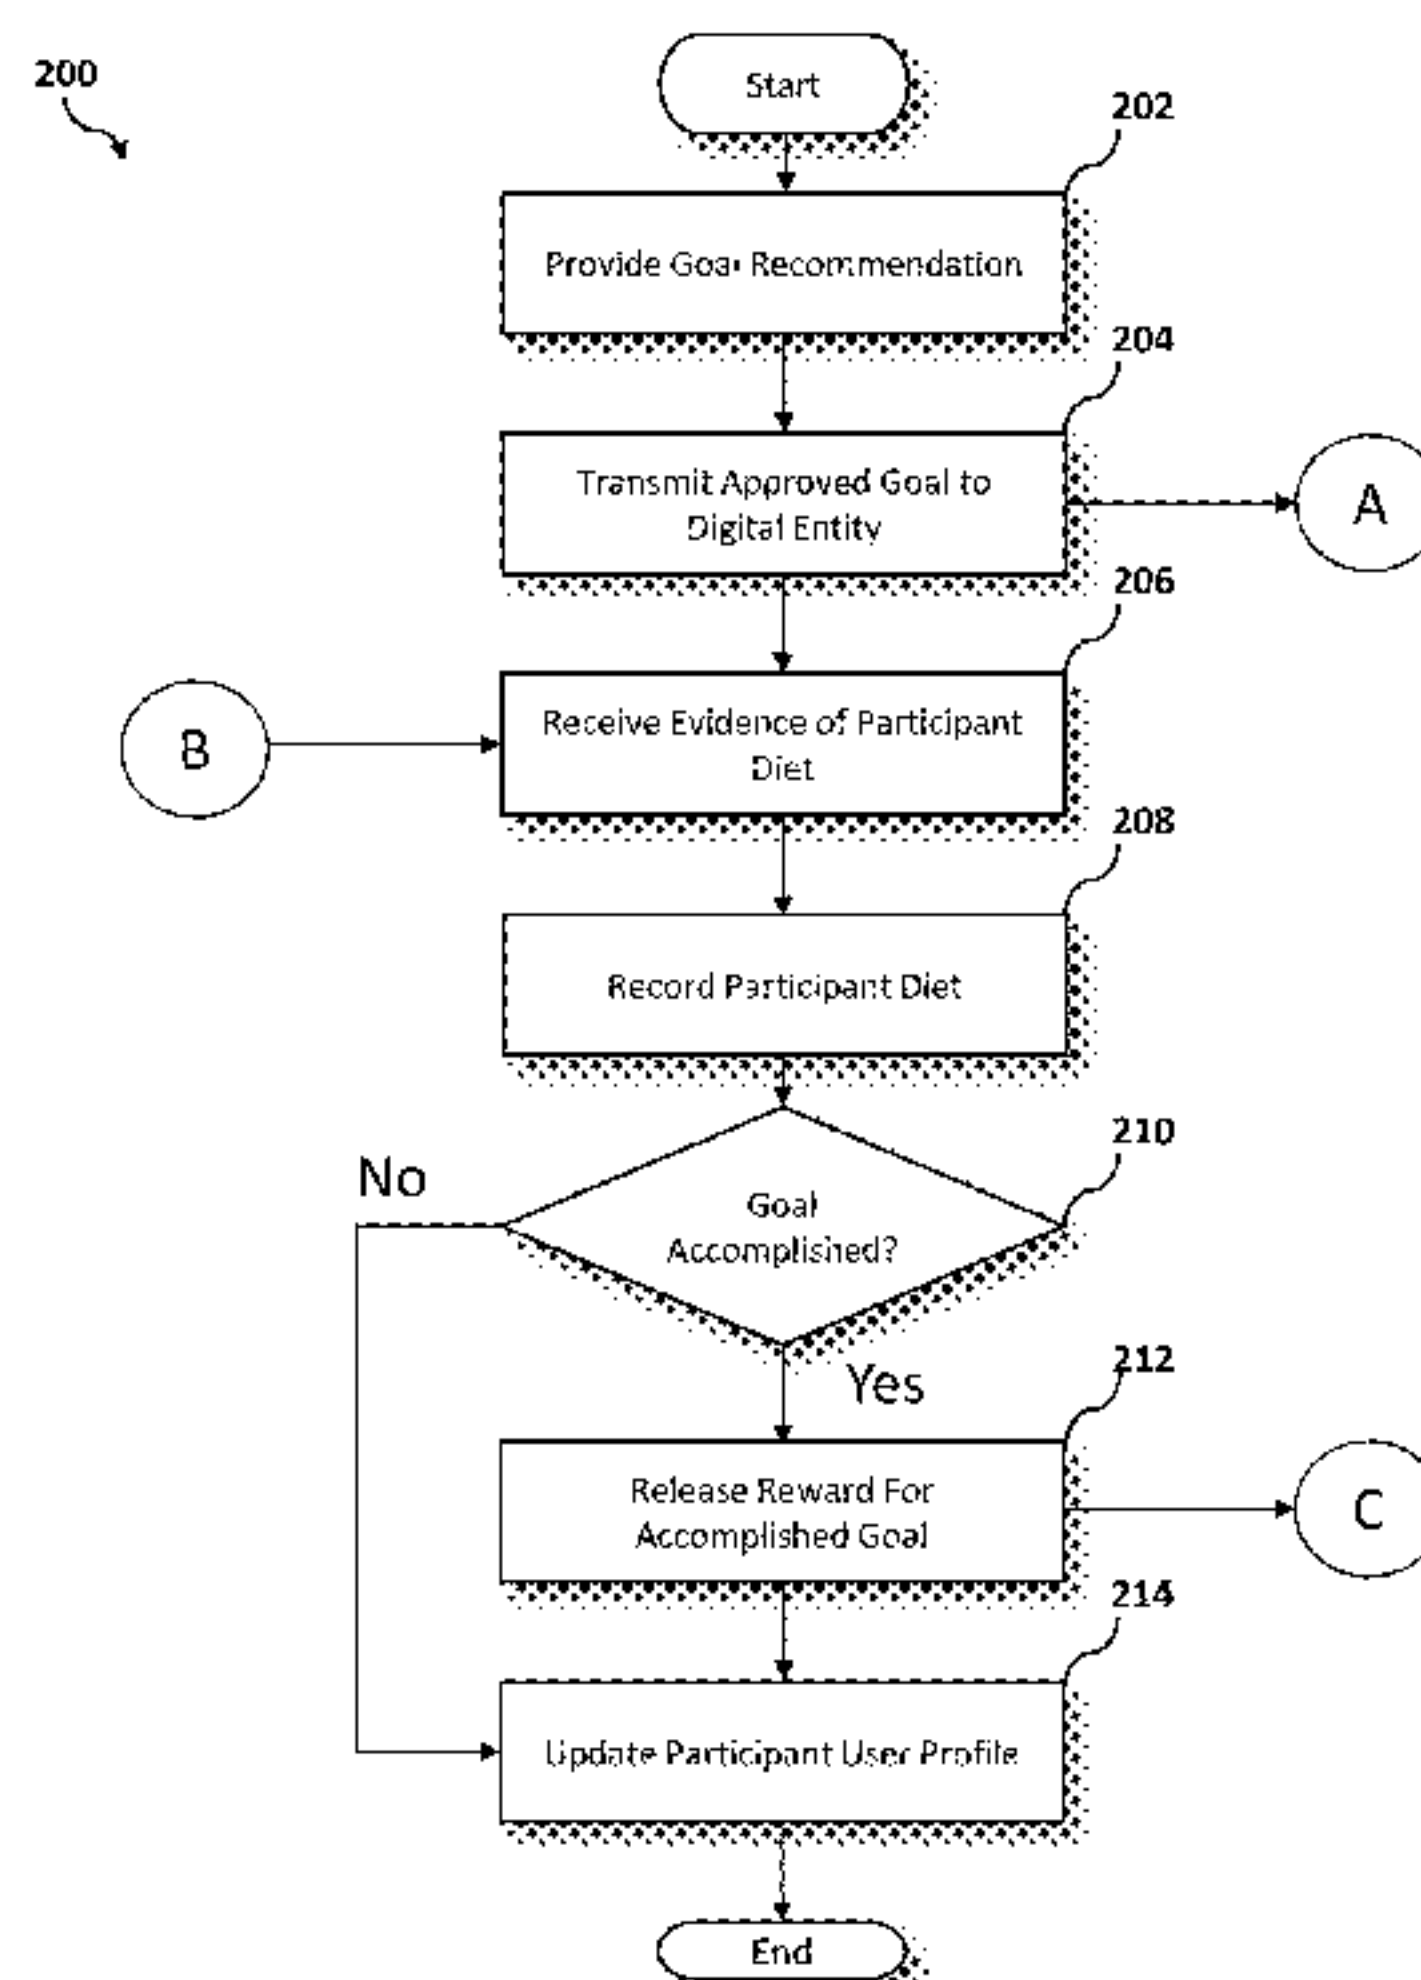 200
Start
202
Provide Goal Recommendation
204
Transmit Approved Goal to
Digital Entity
A
206
B
Receive Evidence of Participant
Diet
208
Record Participant Diet
210
No
Goal
Accomplished?
Yes
212
Release Reward For
Accomplished Goal
C
214
Update Participant User Profile
End